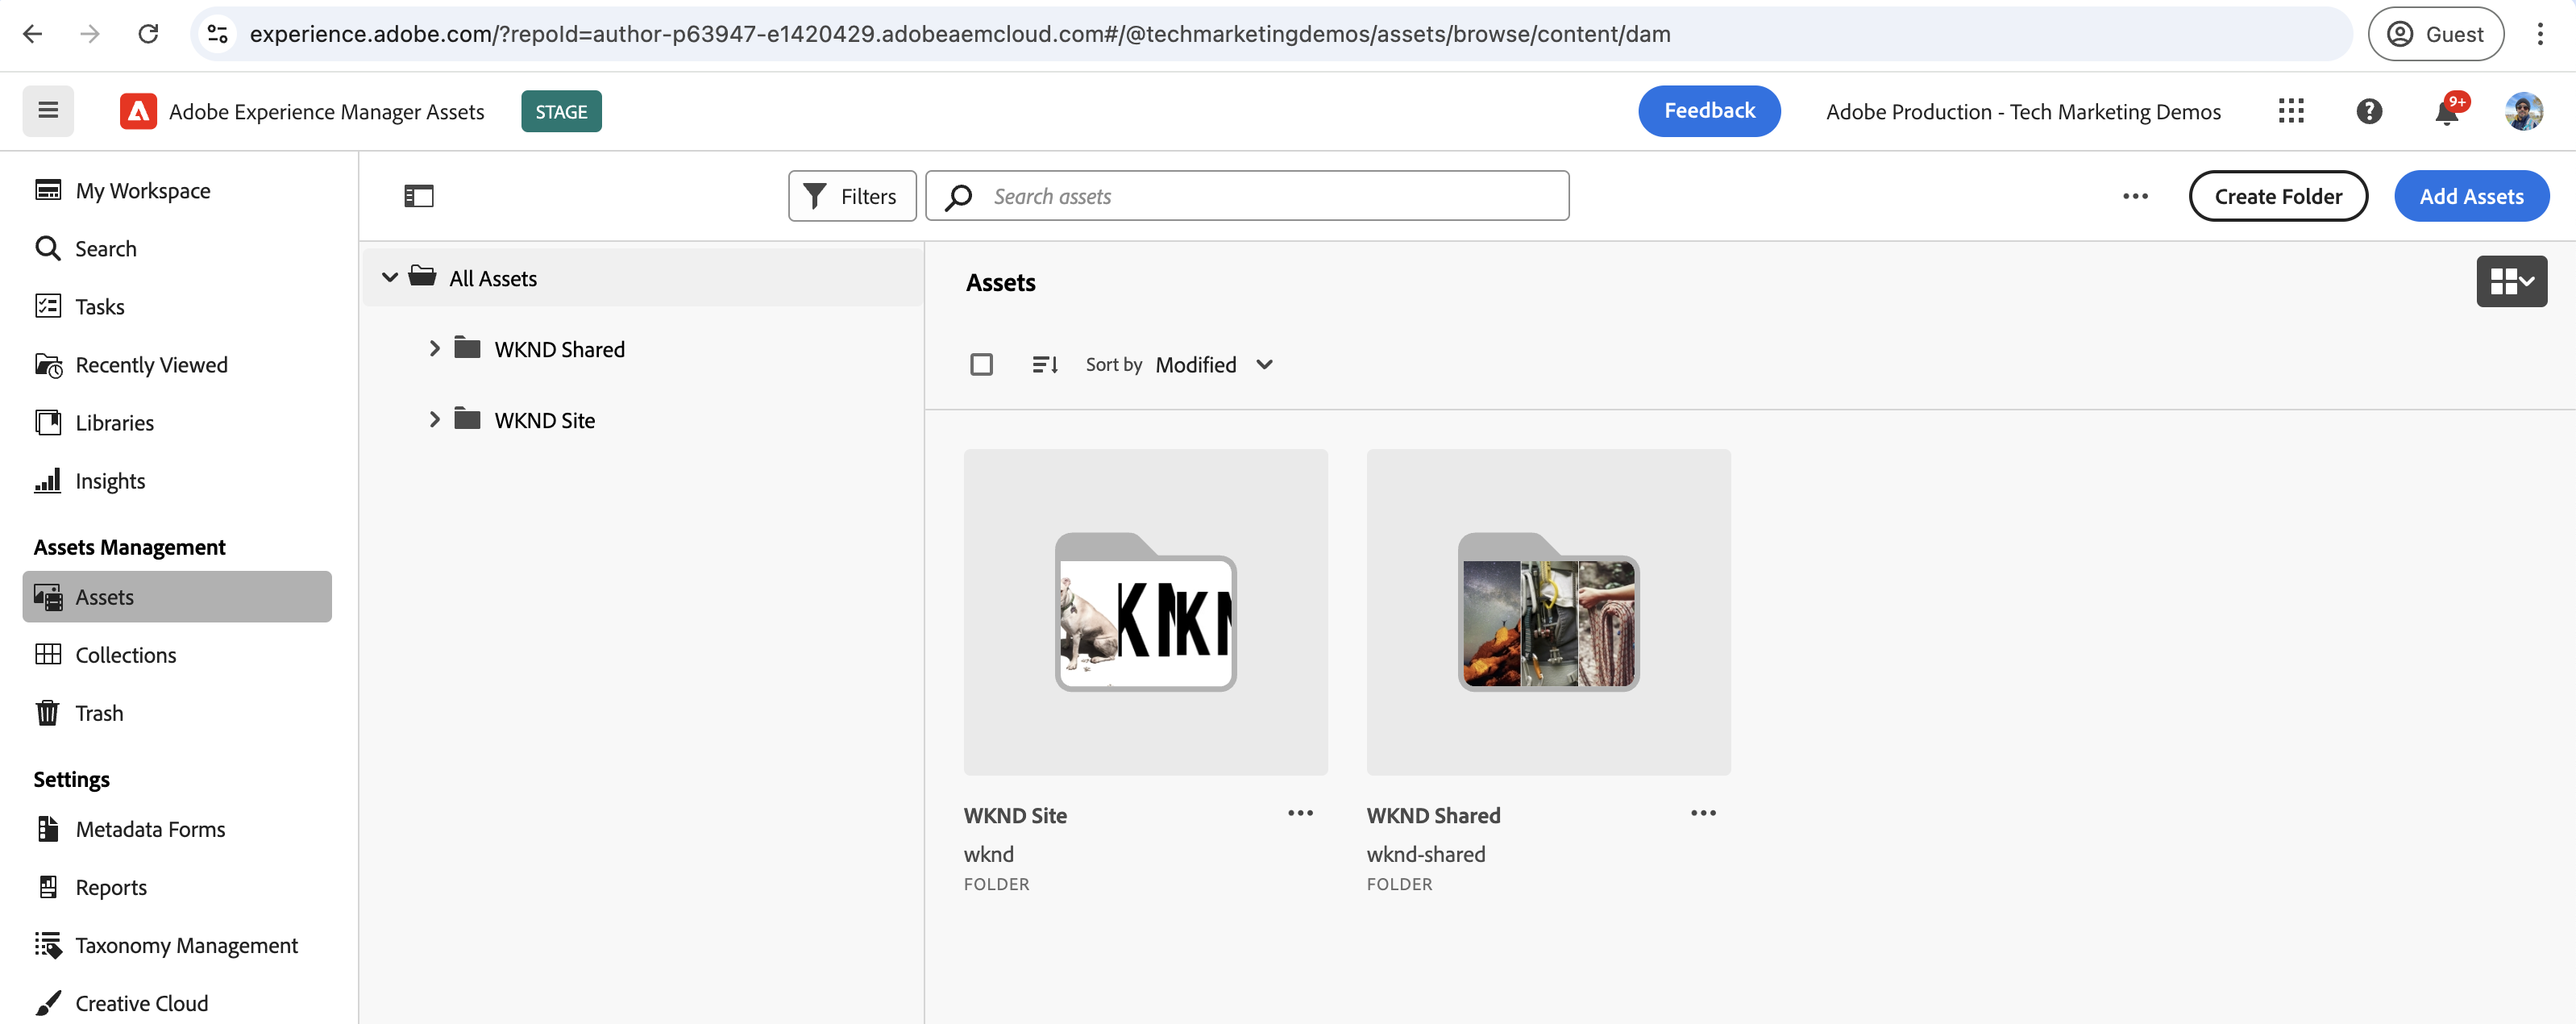 experience.adobe.com/?repoId=author-p63947-e1420429.adobeaemcloud.com#/@techmarketingdemos/assets/browse/content/dam
Guest
Adobe Experience Manager Assets
STAGE
Feedback
Adobe Production - Tech Marketing Demos
9+
My Workspace
Search
Tasks
Recently Viewed
Libraries
Insights
Assets Management
Assets
Collections
Trash
Settings
Metadata Forms
Reports
Taxonomy Management
Creative Cloud
Filters
Search assets
Create Folder
Add Assets
All Assets
WKND Shared
WKND Site
Assets
Sort by Modified
WKND Site
wknd
FOLDER
WKND Shared
wknd-shared
FOLDER